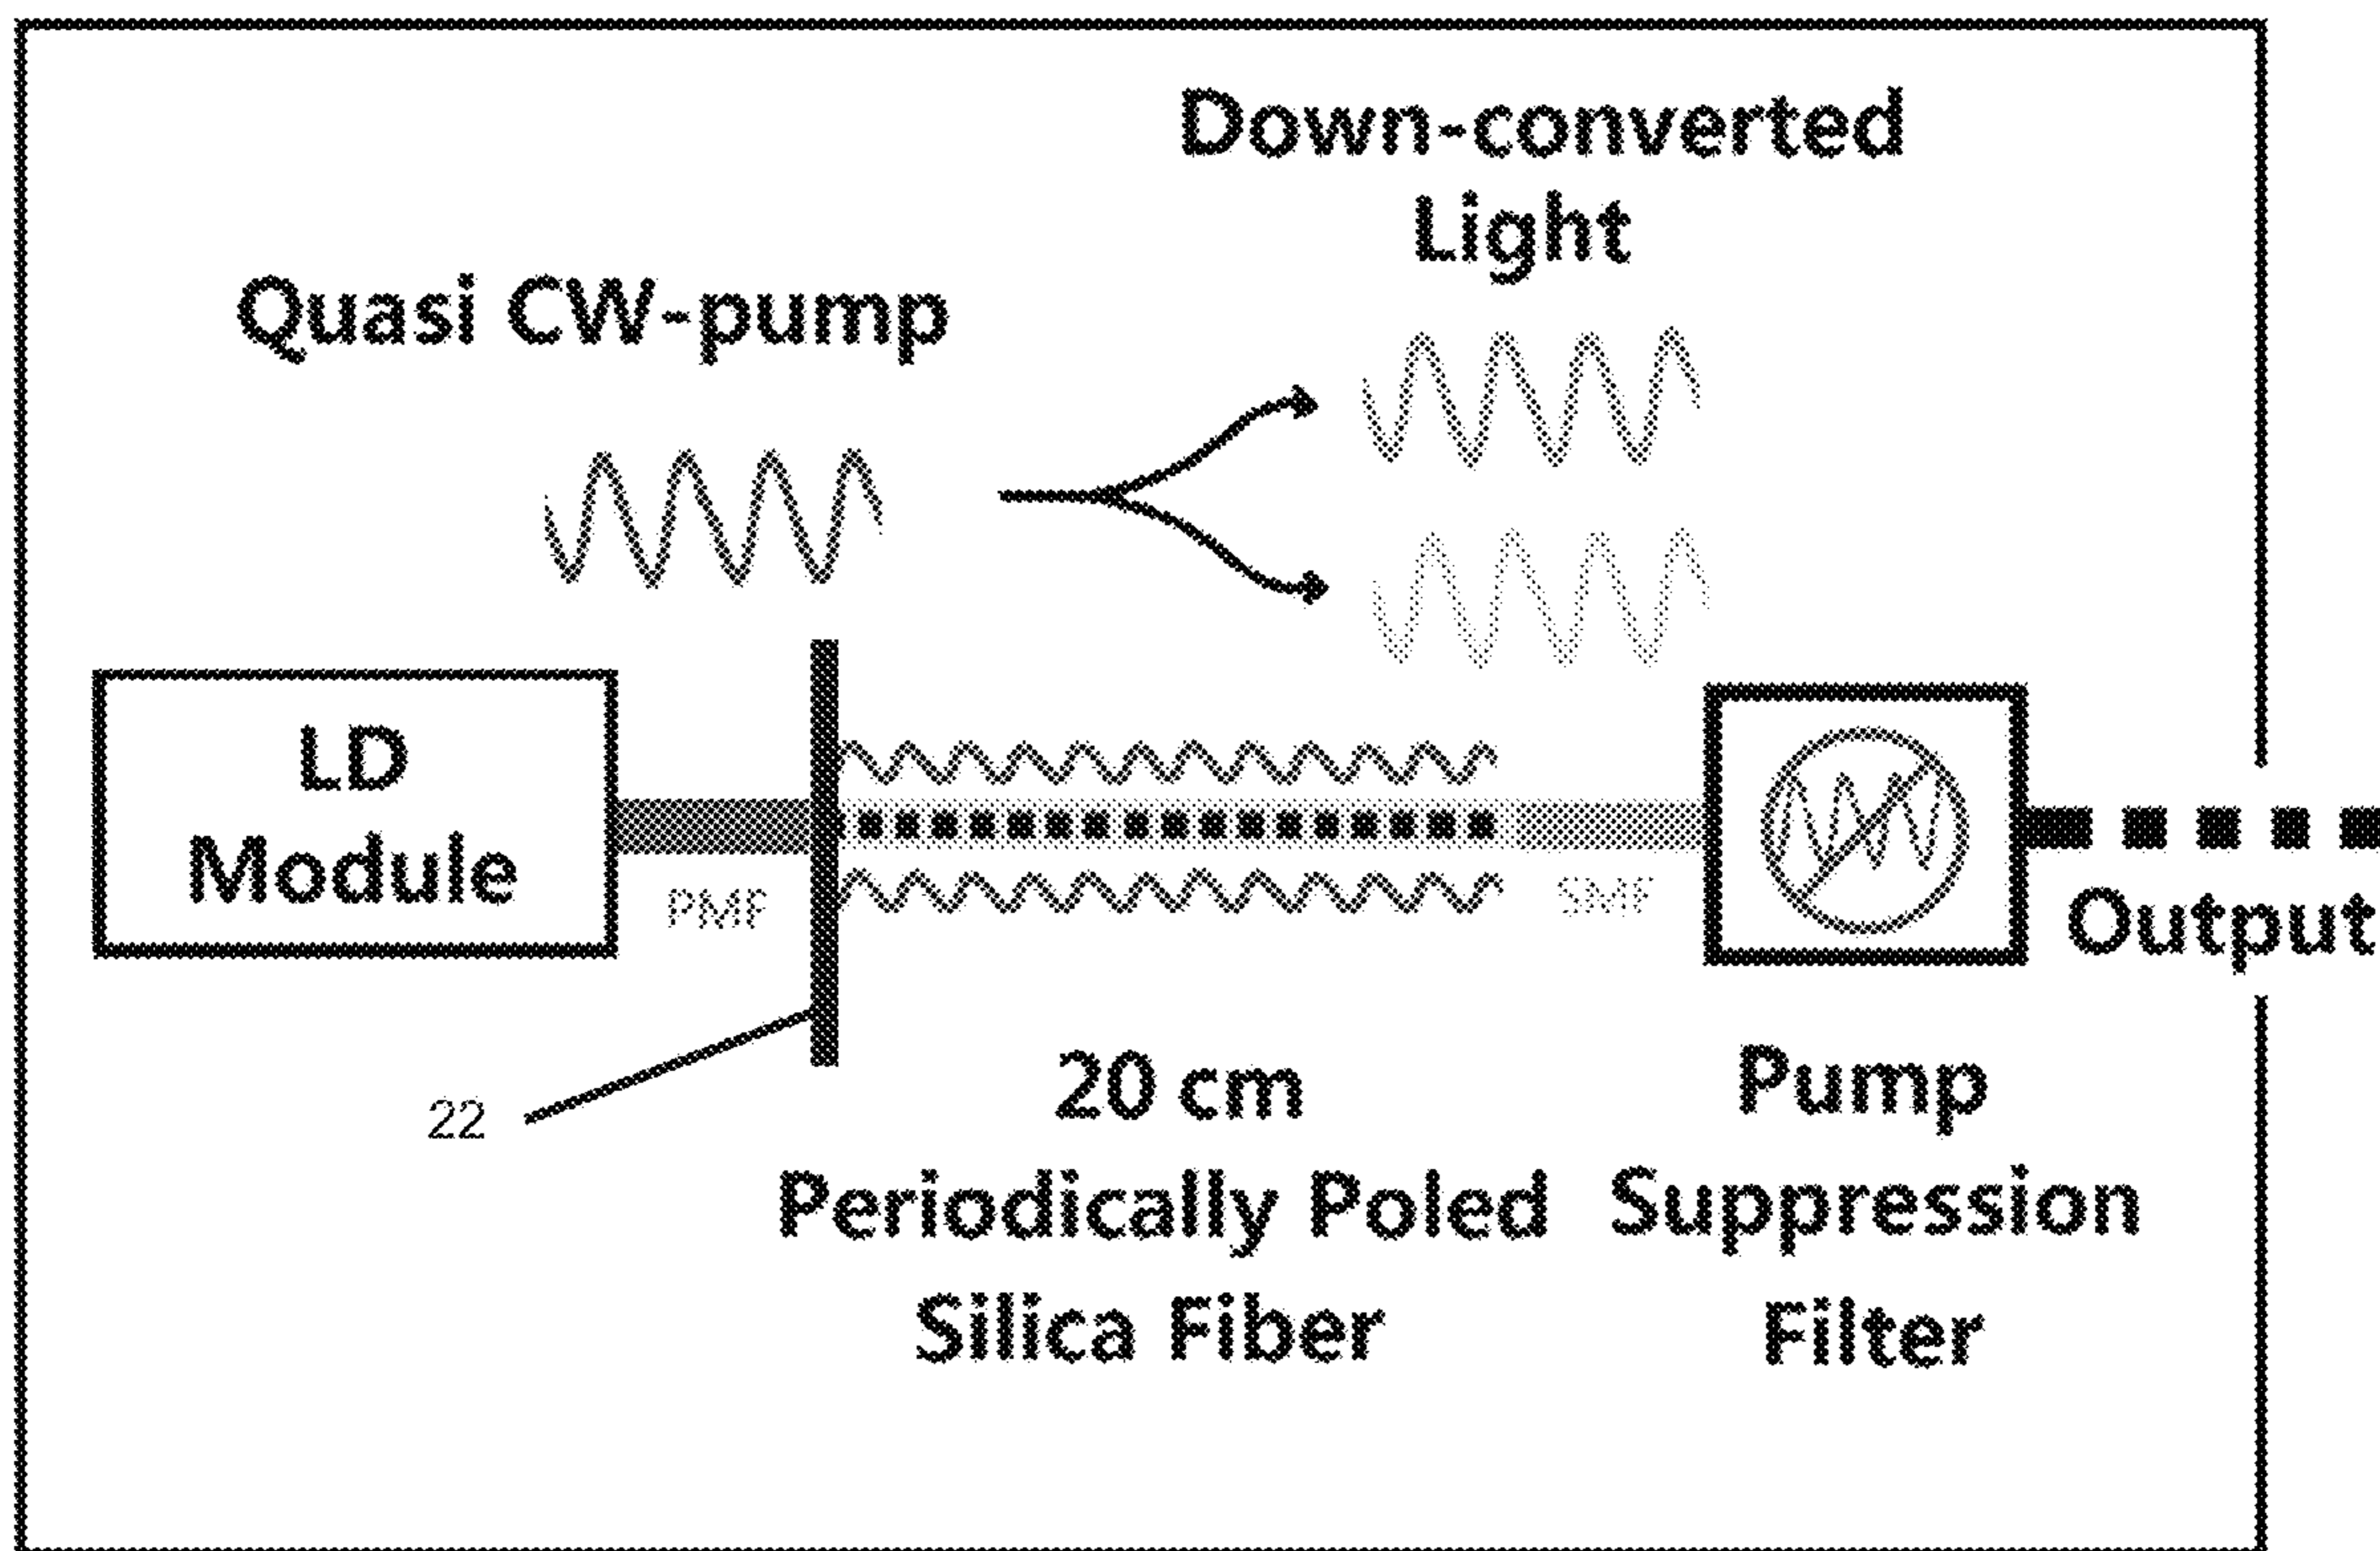 Down-converted
Light
Quasi CW-pump
LD
Module
PMF
SMF
Output
22
20 cm
Periodically Poled
Silica Fiber
Pump
Suppression
Filter